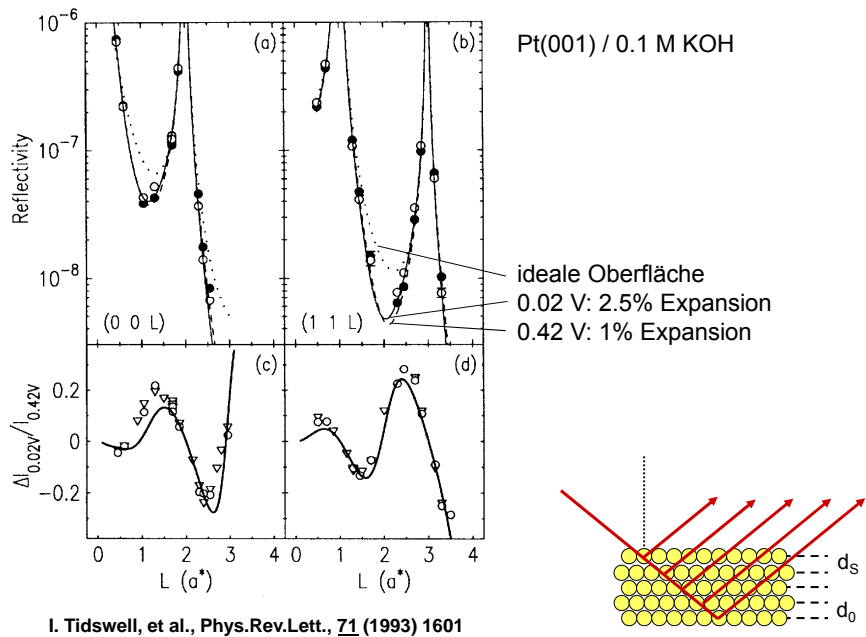 Pt(001) / 0.1 M KOH
10⁻⁶
10⁻⁷
10⁻⁸
Reflectivity
(a)
(b)
(0 0 L)
(1 1 L)
ideale Oberfläche
0.02 V: 2.5% Expansion
0.42 V: 1% Expansion
(c)
(d)
0.2
0
-0.2
ΔI0.02V/I0.42V
0 1 2 3 4
0 1 2 3 4
L (a*)
L (a*)
dS
d0
I. Tidswell, et al., Phys.Rev.Lett., 71 (1993) 1601